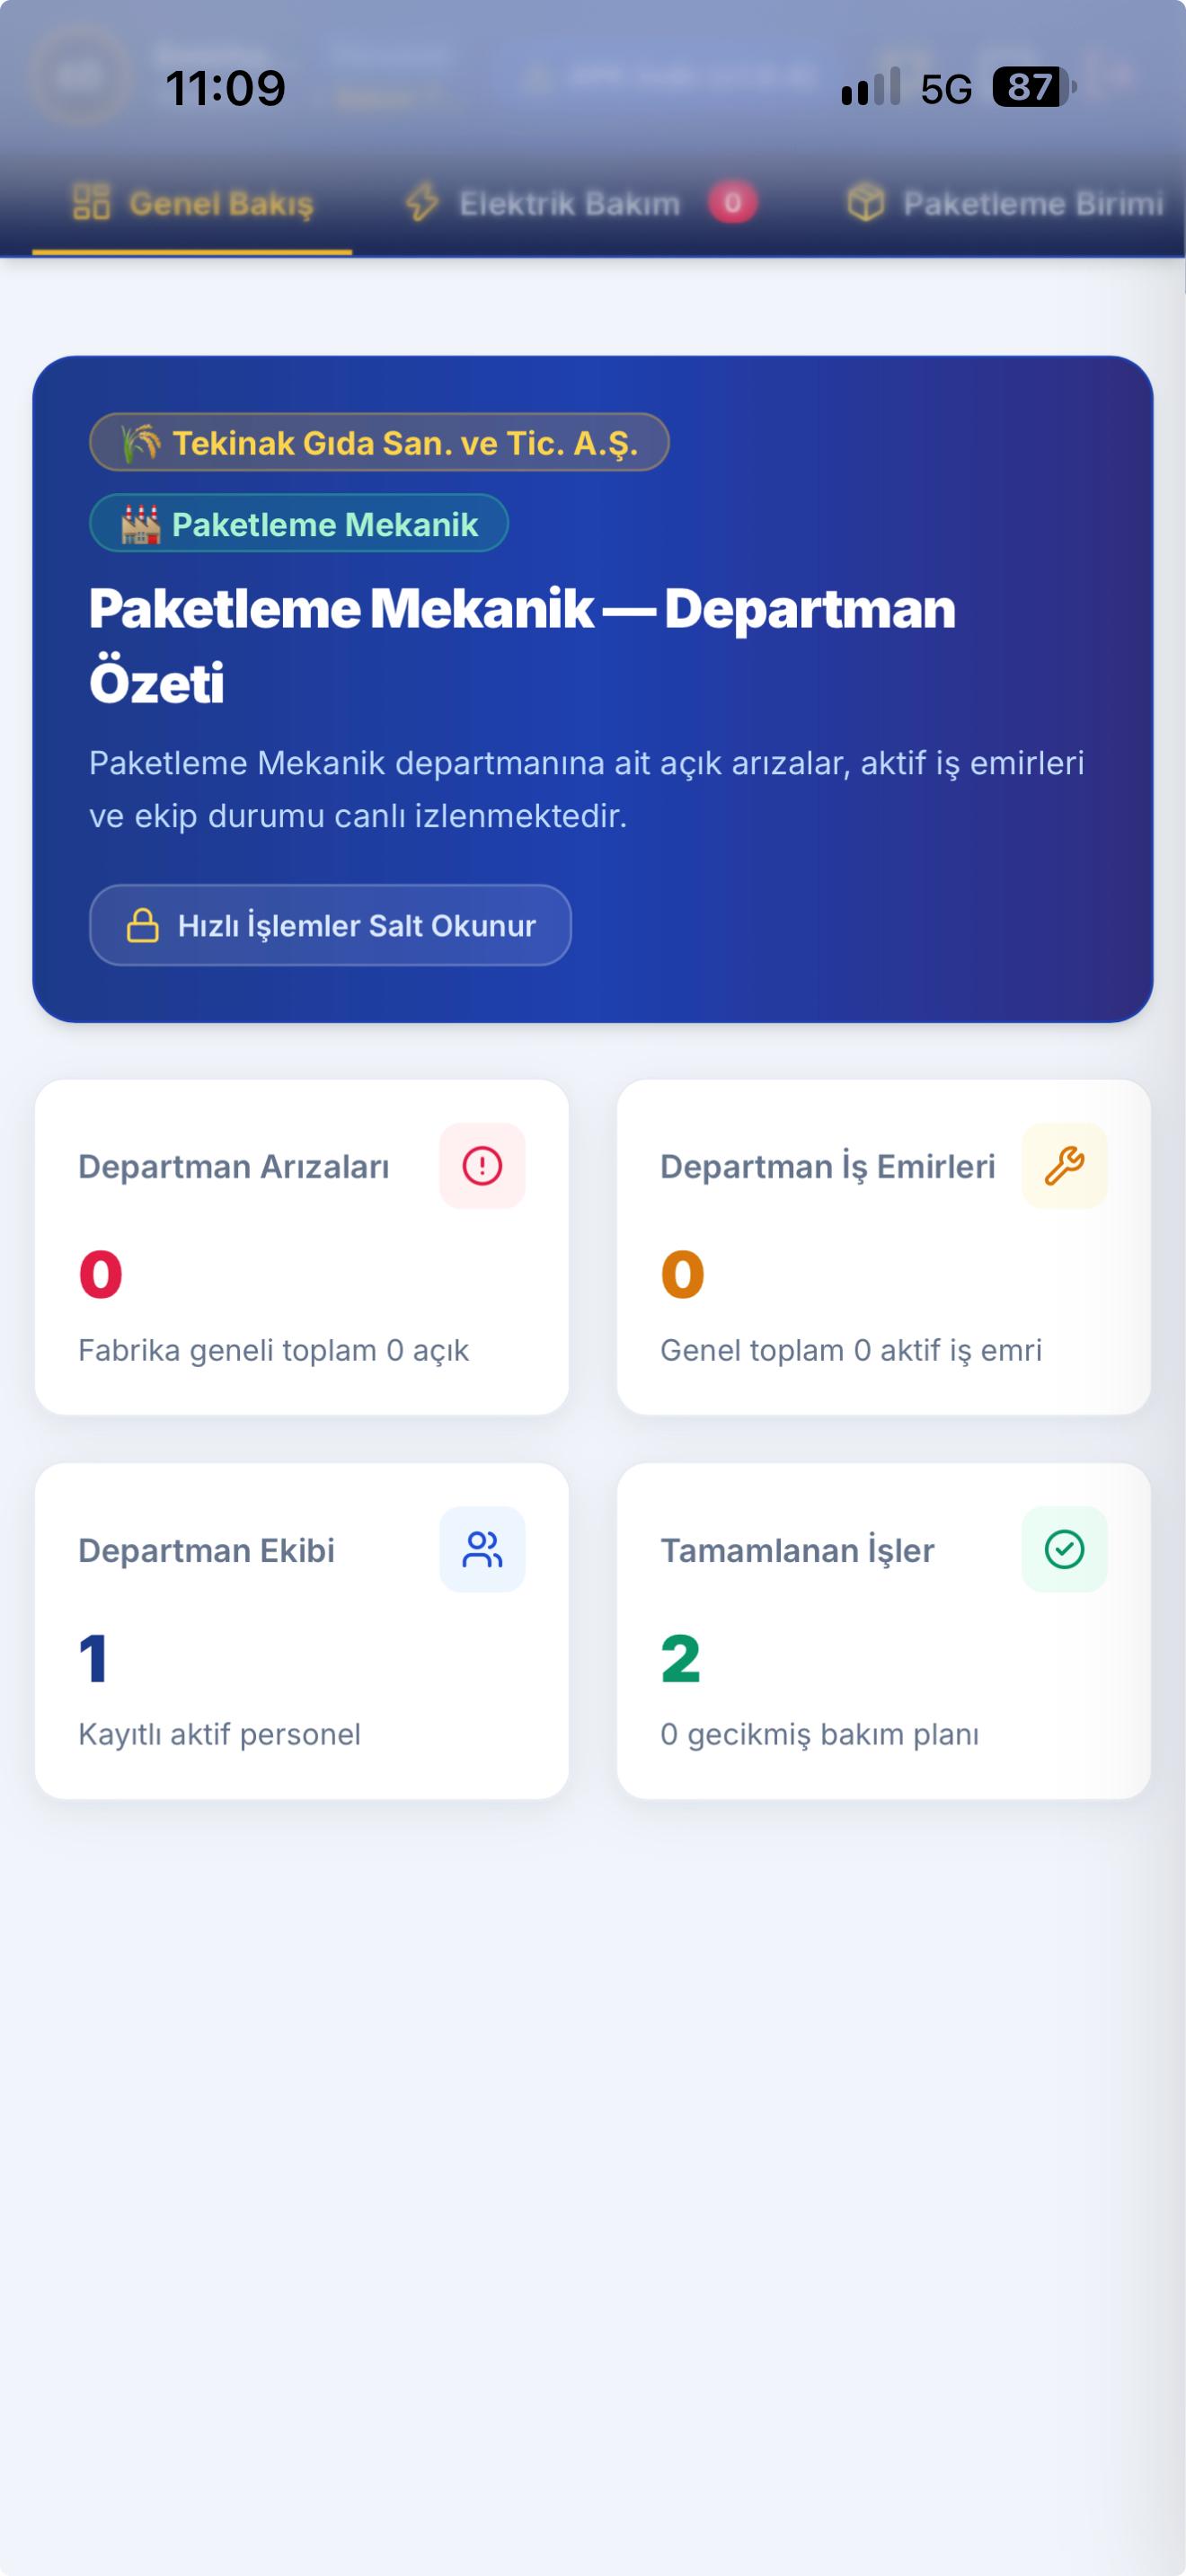 11:09
5G
87
Genel Bakış
Elektrik Bakım 0
Paketleme Birimi
Tekinak Gıda San. ve Tic. A.Ş.
Paketleme Mekanik
Paketleme Mekanik — Departman
Özeti
Paketleme Mekanik departmanına ait açık arızalar, aktif iş emirleri
ve ekip durumu canlı izlenmektedir.
Hızlı İşlemler Salt Okunur
Departman Arızaları
0
Fabrika geneli toplam 0 açık
Departman İş Emirleri
0
Genel toplam 0 aktif iş emri
Departman Ekibi
1
Kayıtlı aktif personel
Tamamlanan İşler
2
0 gecikmiş bakım planı